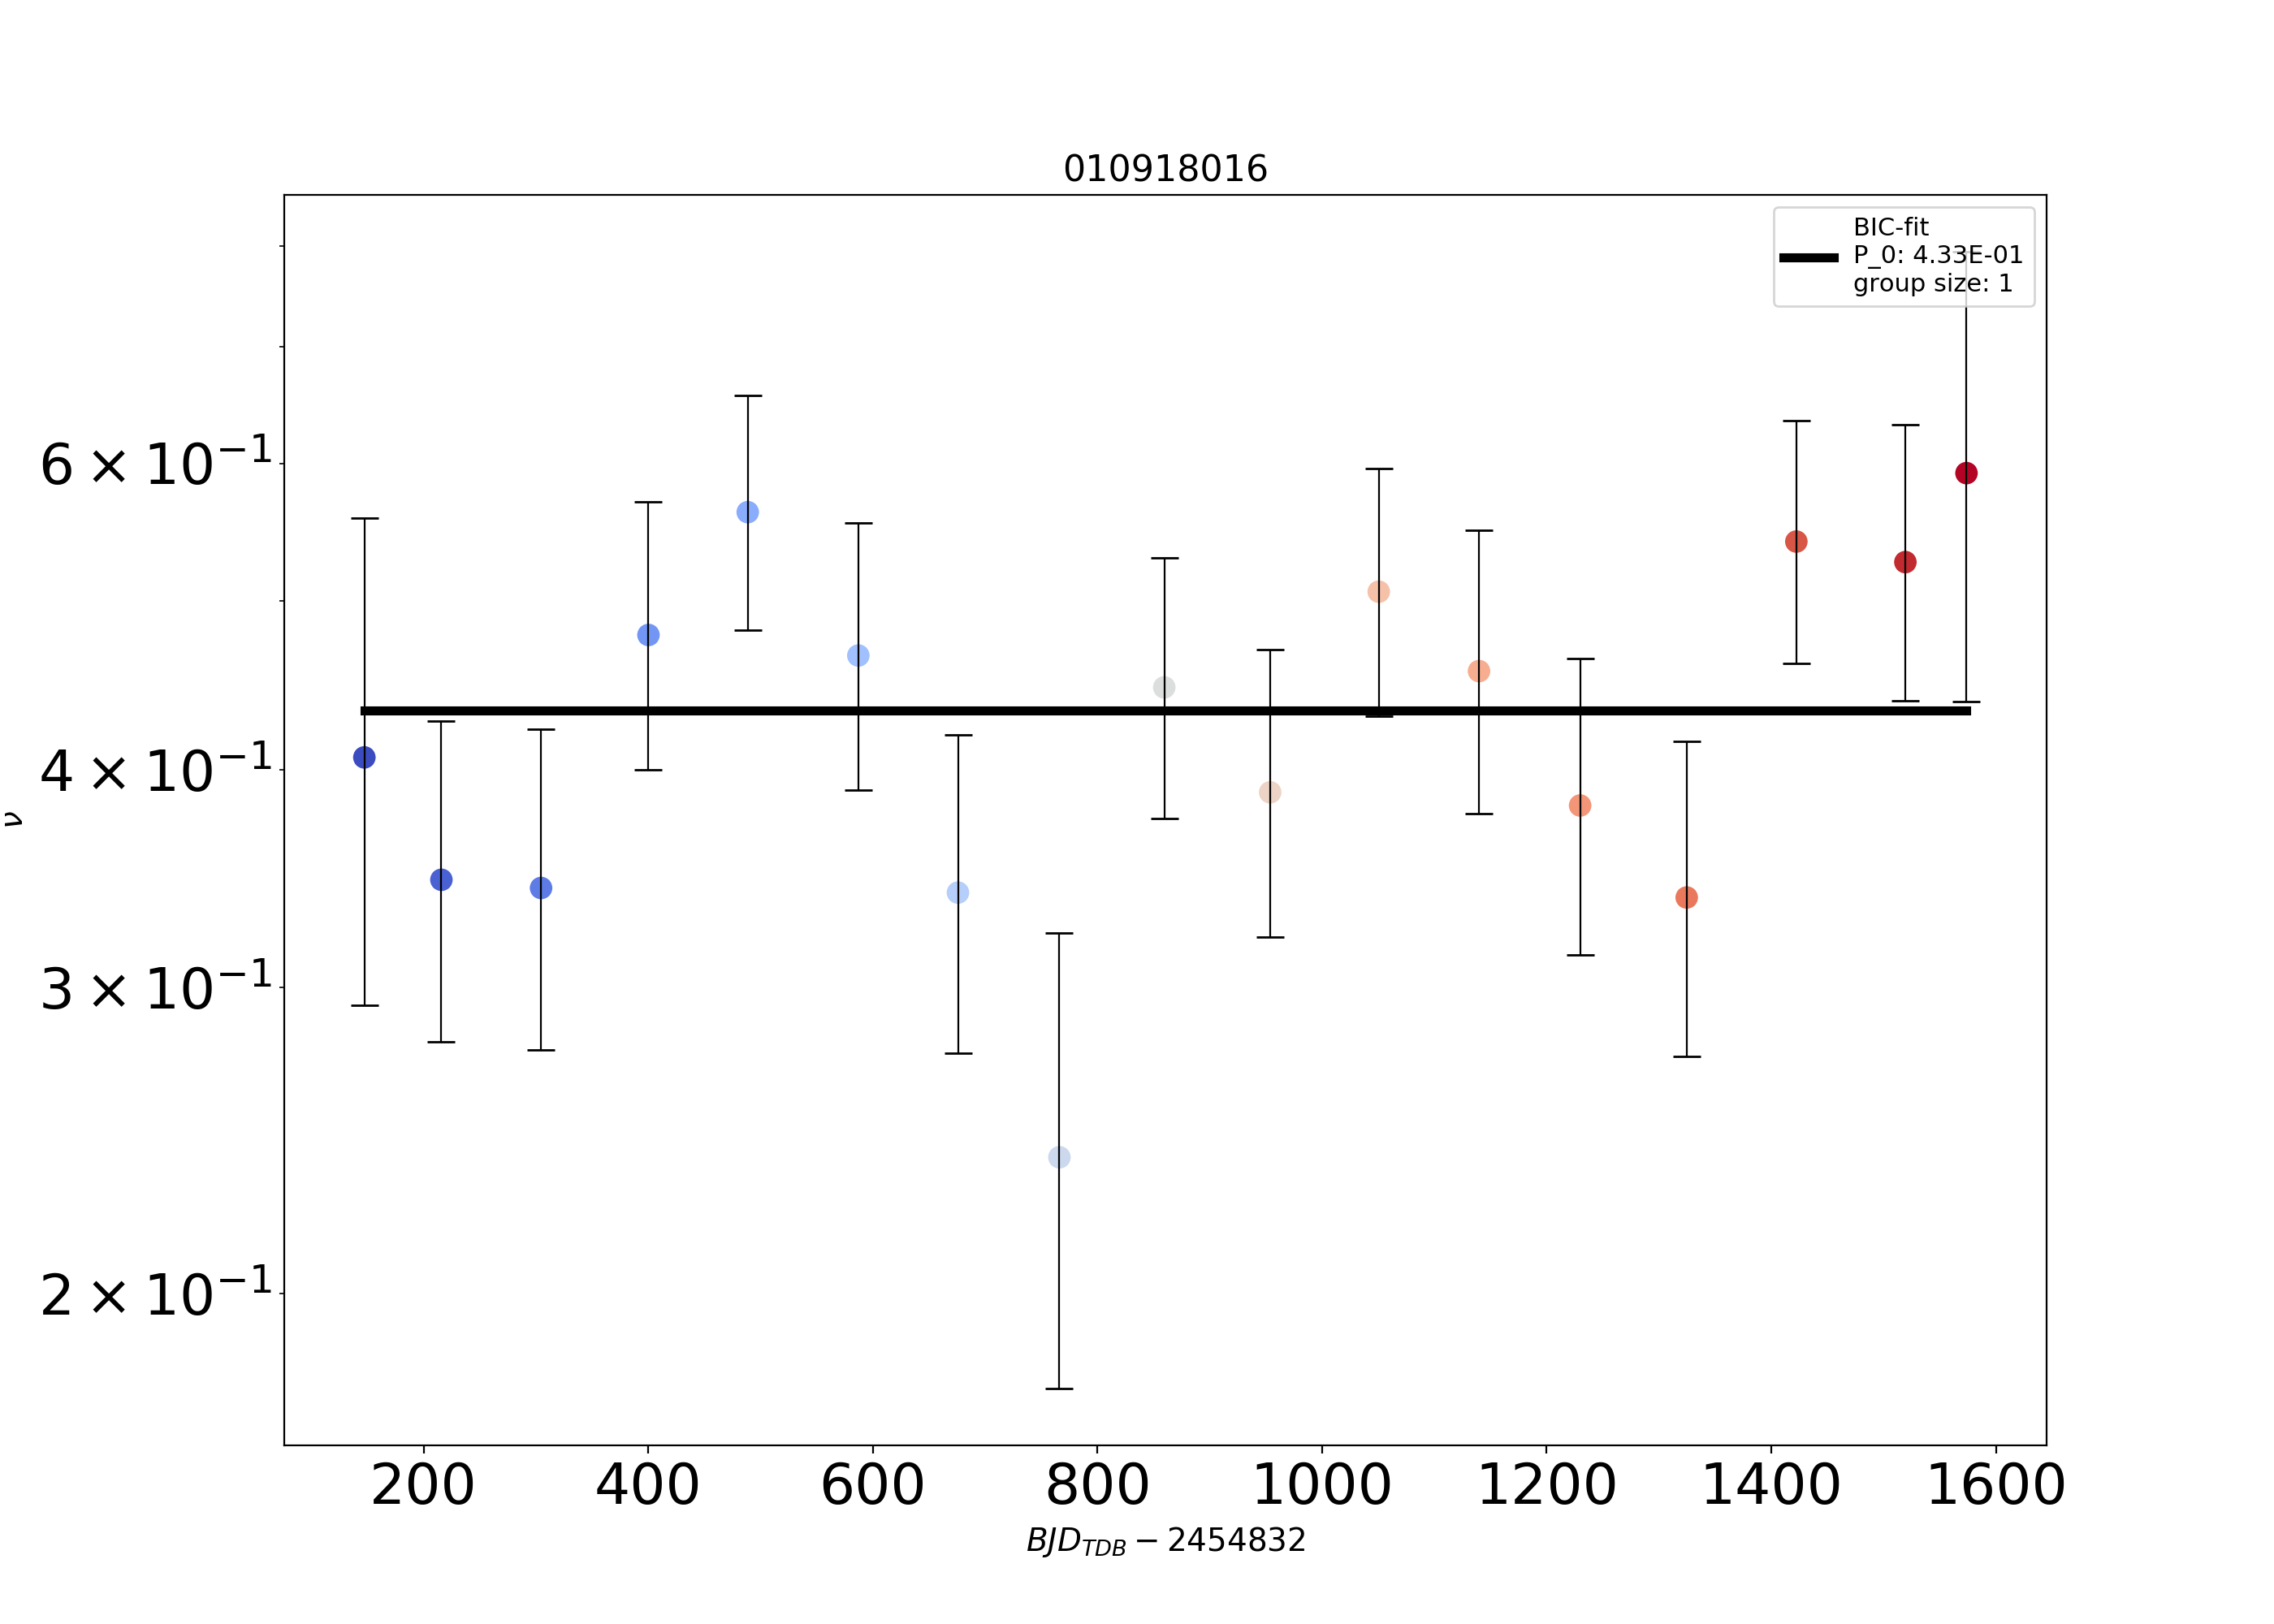 010918016
BIC-fit
P_0: 4.33E-01
group size: 1
6 × 10⁻¹
4 × 10⁻¹
3 × 10⁻¹
2 × 10⁻¹
ν
200 400 600 800 1000 1200 1400 1600
BJD_TDB − 2454832